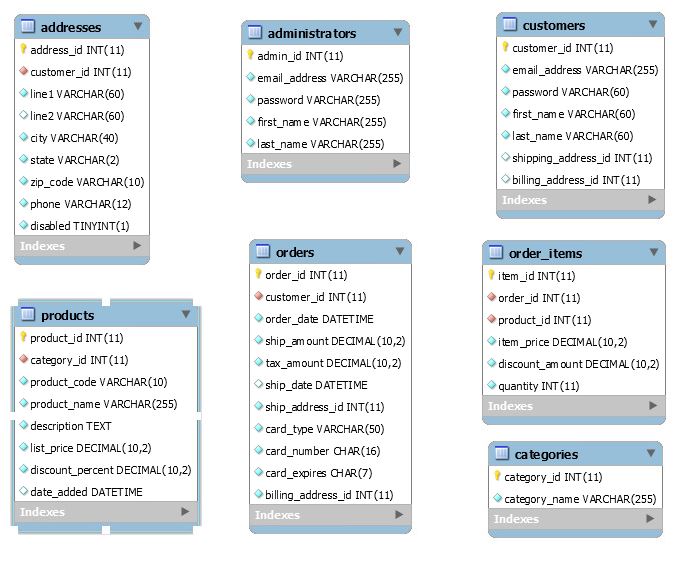 addresses
address_id INT(11)
customer_id INT(11)
line1 VARCHAR(60)
line2 VARCHAR(60)
city VARCHAR(40)
state VARCHAR(2)
zip_code VARCHAR(10)
phone VARCHAR(12)
disabled TINYINT(1)
Indexes
administrators
admin_id INT(11)
email_address VARCHAR(255)
password VARCHAR(255)
first_name VARCHAR(255)
last_name VARCHAR(255)
Indexes
customers
customer_id INT(11)
email_address VARCHAR(255)
password VARCHAR(60)
first_name VARCHAR(60)
last_name VARCHAR(60)
shipping_address_id INT(11)
billing_address_id INT(11)
Indexes
products
product_id INT(11)
category_id INT(11)
product_code VARCHAR(10)
product_name VARCHAR(255)
description TEXT
list_price DECIMAL(10,2)
discount_percent DECIMAL(10,2)
date_added DATETIME
Indexes
orders
order_id INT(11)
customer_id INT(11)
order_date DATETIME
ship_amount DECIMAL(10,2)
tax_amount DECIMAL(10,2)
ship_date DATETIME
ship_address_id INT(11)
card_type VARCHAR(50)
card_number CHAR(16)
card_expires CHAR(7)
billing_address_id INT(11)
Indexes
order_items
item_id INT(11)
order_id INT(11)
product_id INT(11)
item_price DECIMAL(10,2)
discount_amount DECIMAL(10,2)
quantity INT(11)
Indexes
categories
category_id INT(11)
category_name VARCHAR(255)
Indexes